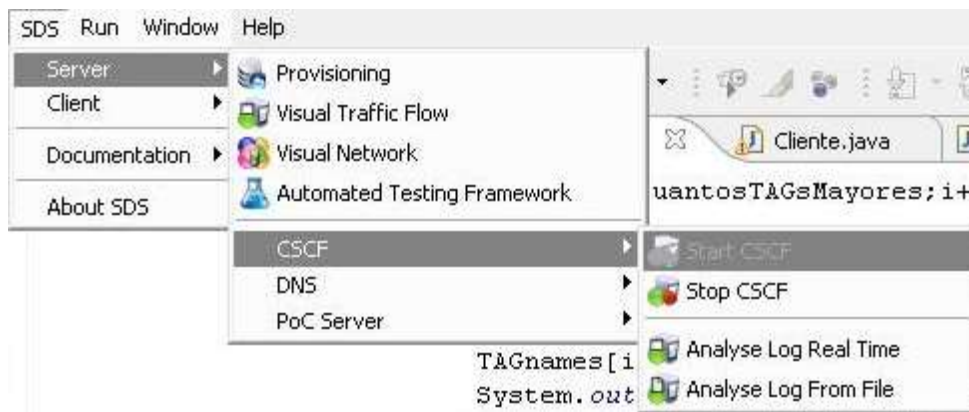 SDS Run Window Help
Server
Client
Documentation
About SDS
Provisioning
Visual Traffic Flow
Visual Network
Automated Testing Framework
CSCF
DNS
PoC Server
Start CSCF
Stop CSCF
Analyse Log Real Time
Analyse Log From File
Cliente.java
uantosTAGsMayores;i+
TAGnames[i
System.out